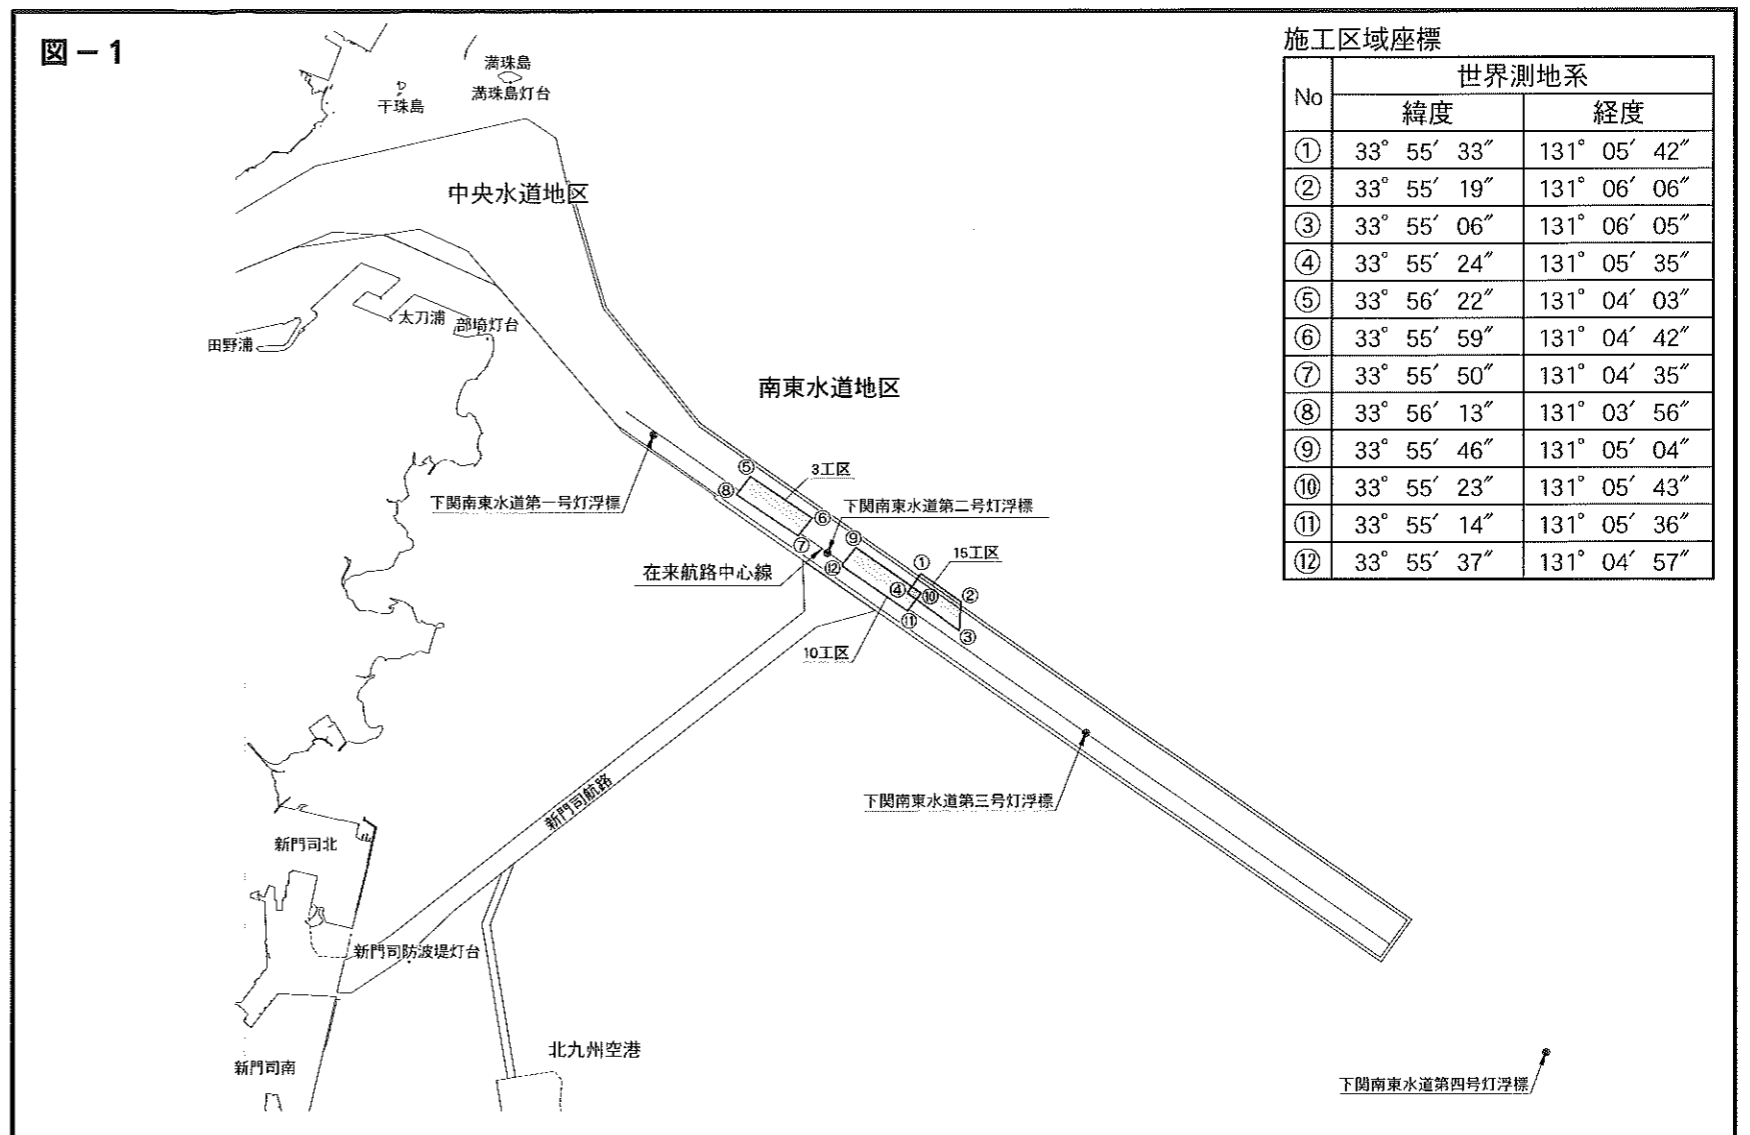 図－1
満珠島
満珠島灯台
干珠島
中央水道地区
太刀浦
部埼灯台
田野浦
南東水道地区
⑤
3工区
⑧
下関南東水道第一号灯浮標
⑥
下関南東水道第二号灯浮標
⑦
⑨
在来航路中心線
⑫
①
15工区
④
⑩
②
⑪
③
10工区
下関南東水道第三号灯浮標
新門司航路
新門司北
新門司防波堤灯台
新門司南
北九州空港
下関南東水道第四号灯浮標
施工区域座標
No 世界測地系
緯度 経度
① 33° 55′ 33″ 131° 05′ 42″
② 33° 55′ 19″ 131° 06′ 06″
③ 33° 55′ 06″ 131° 06′ 05″
④ 33° 55′ 24″ 131° 05′ 35″
⑤ 33° 56′ 22″ 131° 04′ 03″
⑥ 33° 55′ 59″ 131° 04′ 42″
⑦ 33° 55′ 50″ 131° 04′ 35″
⑧ 33° 56′ 13″ 131° 03′ 56″
⑨ 33° 55′ 46″ 131° 05′ 04″
⑩ 33° 55′ 23″ 131° 05′ 43″
⑪ 33° 55′ 14″ 131° 05′ 36″
⑫ 33° 55′ 37″ 131° 04′ 57″